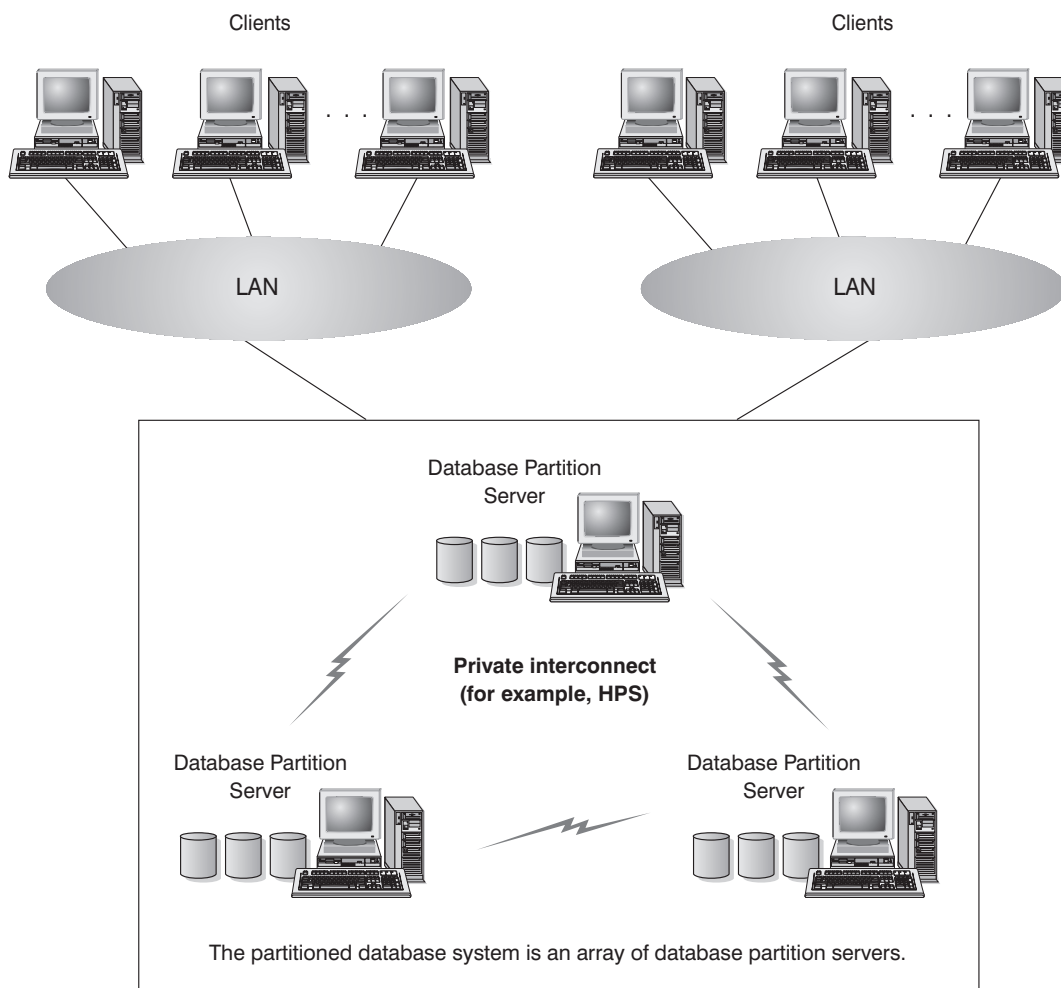 Clients
Clients
. . .
. . .
LAN
LAN
Database Partition
Server
Private interconnect
(for example, HPS)
Database Partition
Server
Database Partition
Server
The partitioned database system is an array of database partition servers.